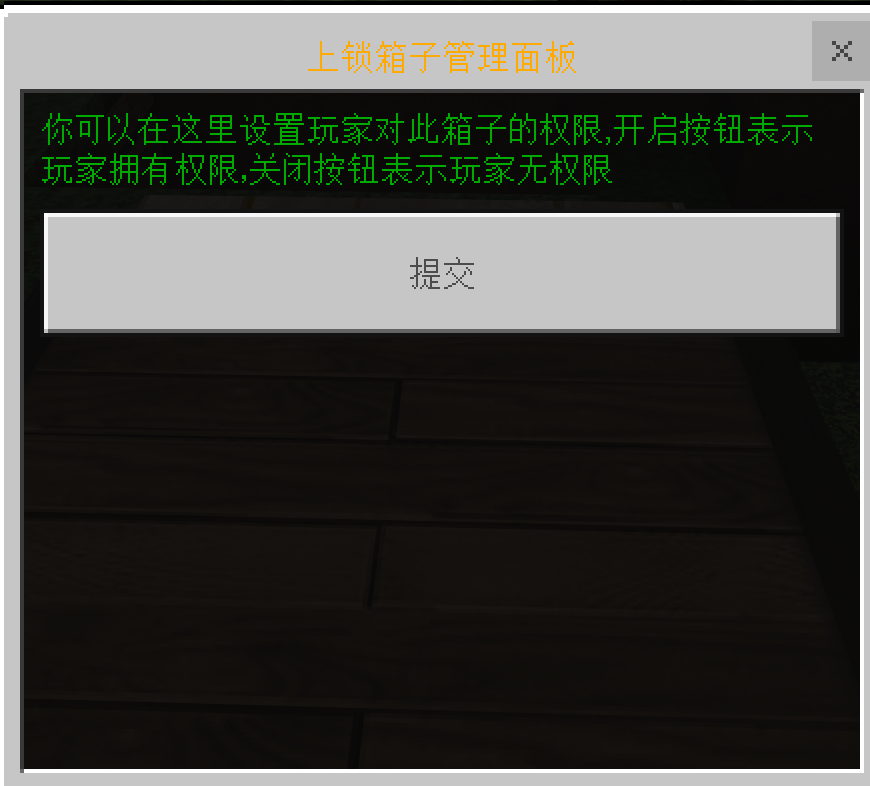 上锁箱子管理面板
你可以在这里设置玩家对此箱子的权限,开启按钮表示
玩家拥有权限,关闭按钮表示玩家无权限
提交